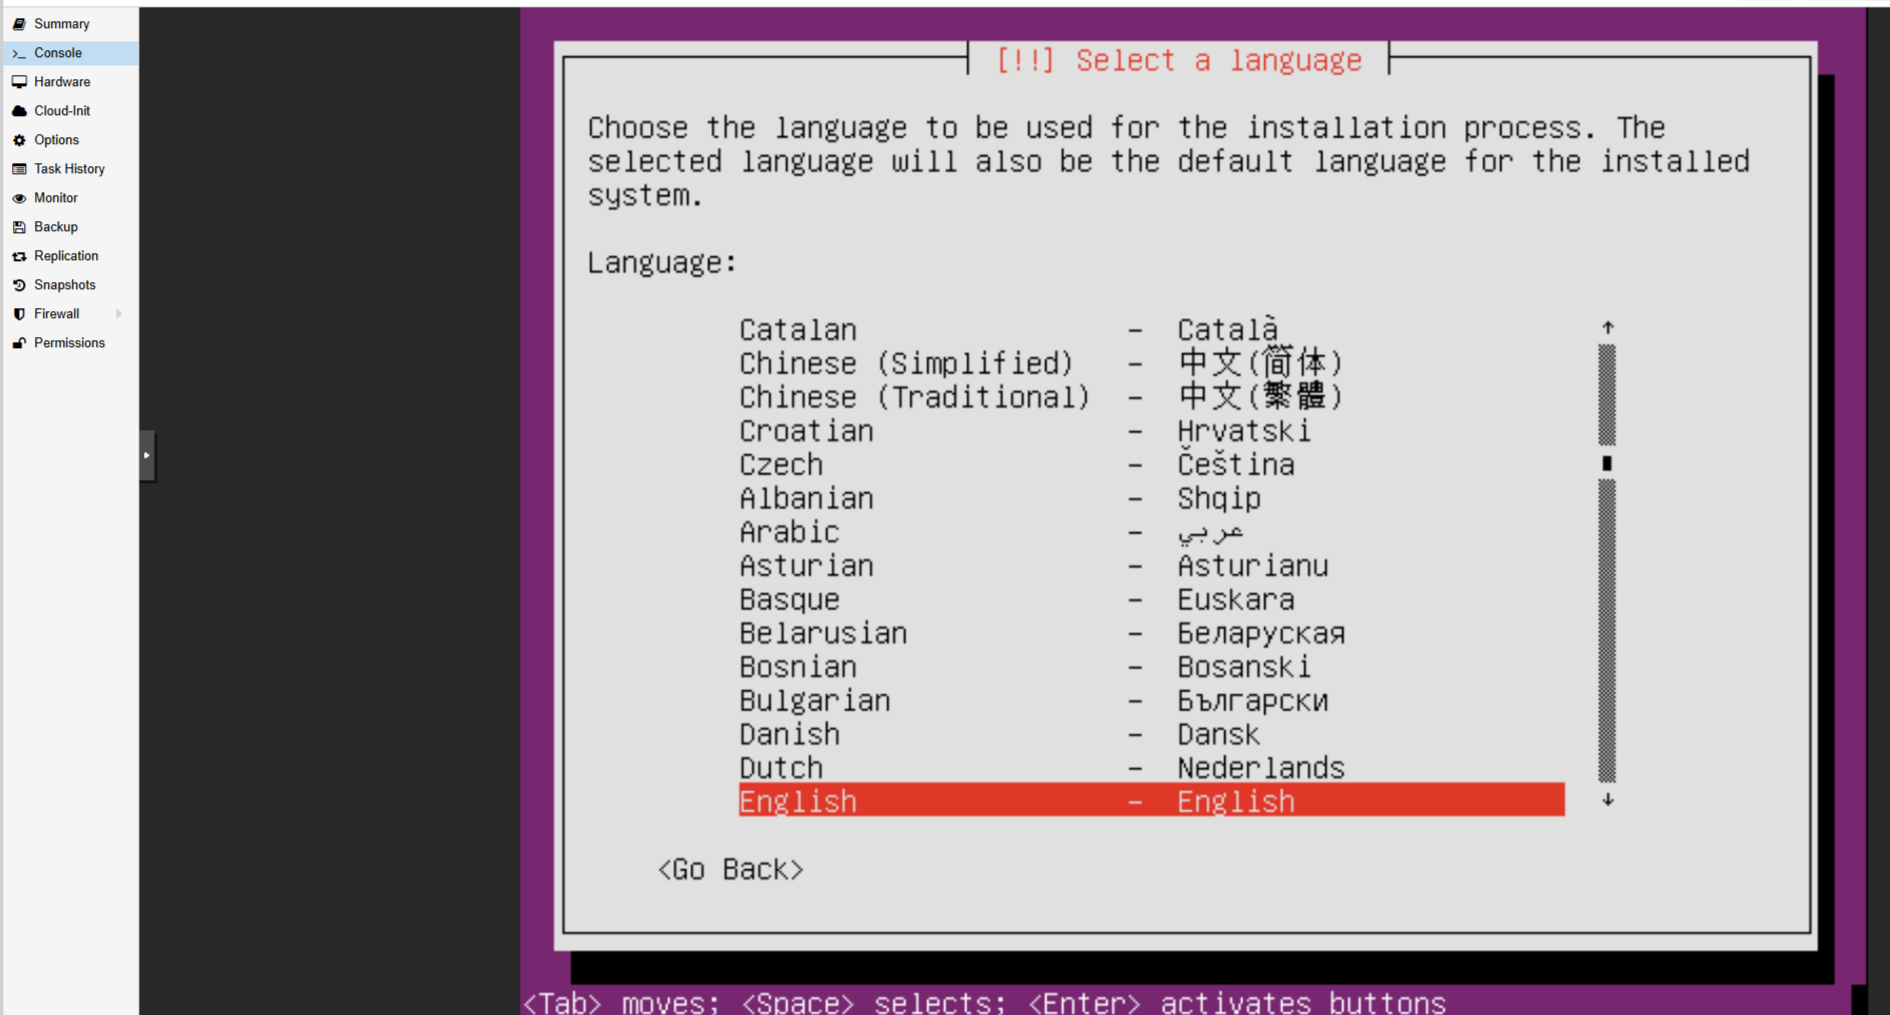 Summary
Console
Hardware
Cloud-Init
Options
Task History
Monitor
Backup
Replication
Snapshots
Firewall
Permissions
[!!] Select a language
Choose the language to be used for the installation process. The
selected language will also be the default language for the installed
system.
Language:
Catalan - Català
Chinese (Simplified) - 中文(简体)
Chinese (Traditional) - 中文(繁體)
Croatian - Hrvatski
Czech - Čeština
Albanian - Shqip
Arabic - عربي
Asturian - Asturianu
Basque - Euskara
Belarusian - Беларуская
Bosnian - Bosanski
Bulgarian - Български
Danish - Dansk
Dutch - Nederlands
English - English
<Go Back>
<Tab> moves; <Space> selects; <Enter> activates buttons